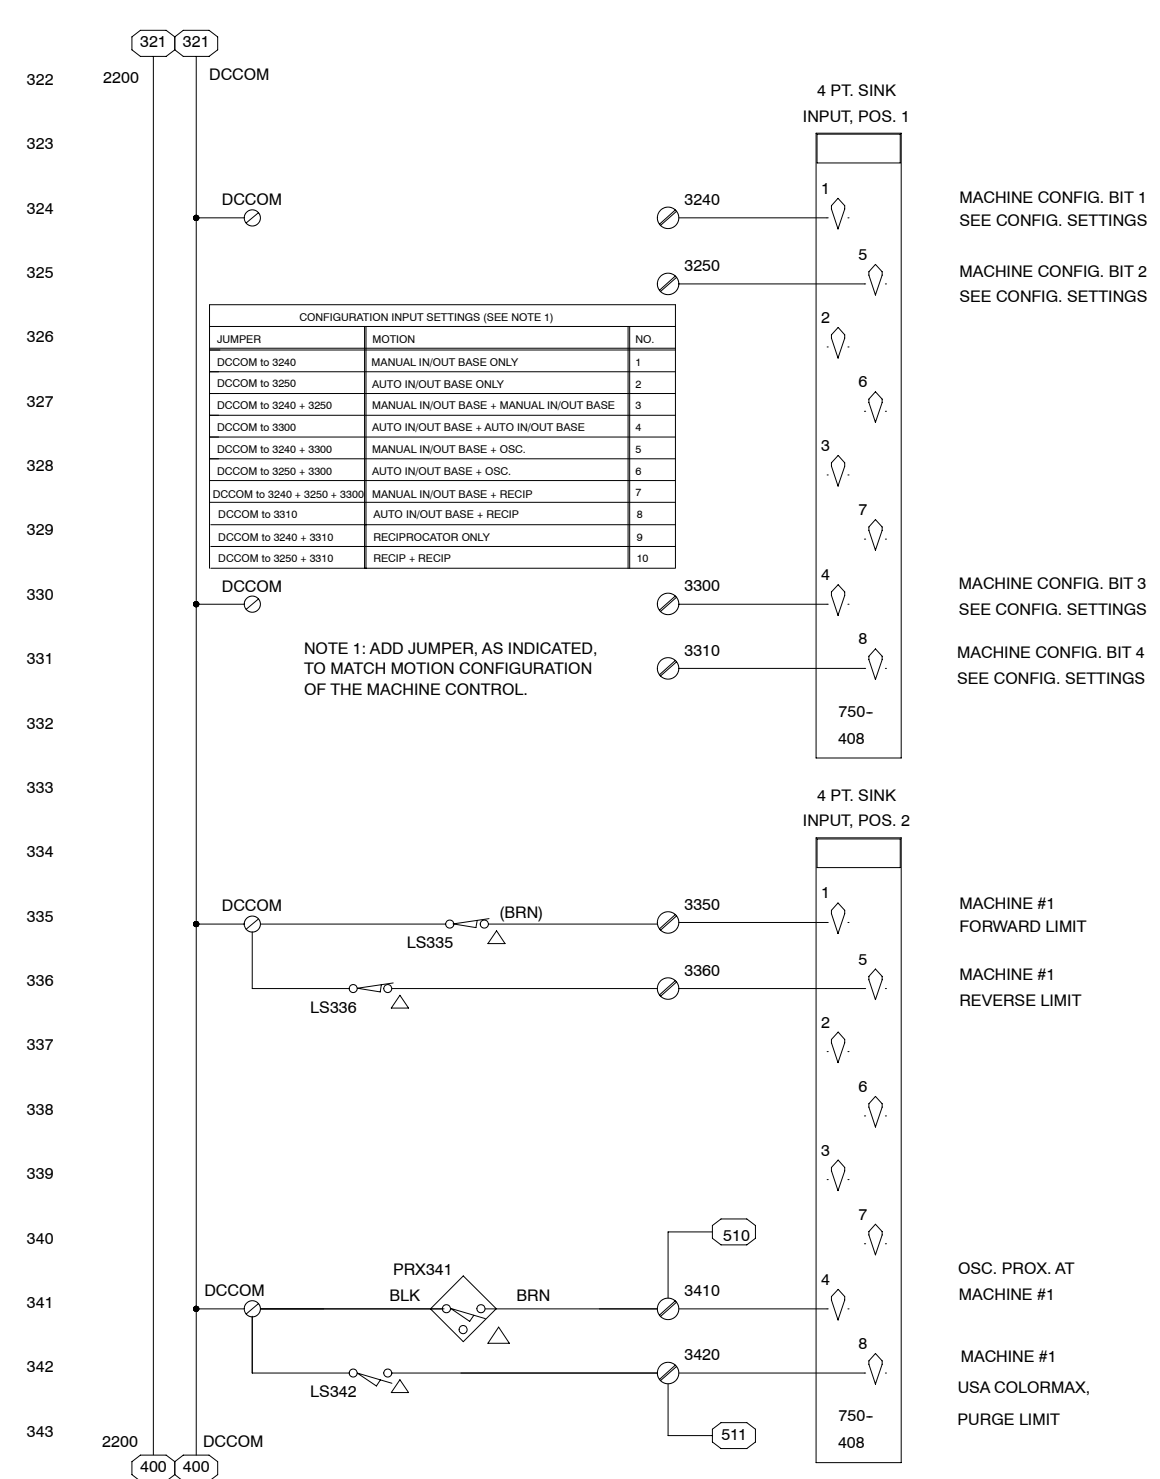 321 321
322 2200 DCCOM
4 PT. SINK
INPUT, POS. 1
323
324 DCCOM 3240 1 MACHINE CONFIG. BIT 1
SEE CONFIG. SETTINGS
325 3250 5 MACHINE CONFIG. BIT 2
SEE CONFIG. SETTINGS
CONFIGURATION INPUT SETTINGS (SEE NOTE 1)
326 2
JUMPER MOTION NO.
DCCOM to 3240 MANUAL IN/OUT BASE ONLY 1
DCCOM to 3250 AUTO IN/OUT BASE ONLY 2
327 6
DCCOM to 3240 + 3250 MANUAL IN/OUT BASE + MANUAL IN/OUT BASE 3
DCCOM to 3300 AUTO IN/OUT BASE + AUTO IN/OUT BASE 4
328 3
DCCOM to 3240 + 3300 MANUAL IN/OUT BASE + OSC. 5
DCCOM to 3250 + 3300 AUTO IN/OUT BASE + OSC. 6
DCCOM to 3240 + 3250 + 3300 MANUAL IN/OUT BASE + RECIP 7
DCCOM to 3310 AUTO IN/OUT BASE + RECIP 8
329 7
DCCOM to 3240 + 3310 RECIPROCATOR ONLY 9
DCCOM to 3250 + 3310 RECIP + RECIP 10
330 DCCOM 3300 4 MACHINE CONFIG. BIT 3
SEE CONFIG. SETTINGS
NOTE 1: ADD JUMPER, AS INDICATED,
TO MATCH MOTION CONFIGURATION
OF THE MACHINE CONTROL.
331 3310 8 MACHINE CONFIG. BIT 4
SEE CONFIG. SETTINGS
332 750-
408
333
4 PT. SINK
INPUT, POS. 2
334
335 DCCOM LS335 (BRN) 3350 1 MACHINE #1
FORWARD LIMIT
336 LS336 3360 5 MACHINE #1
REVERSE LIMIT
337 2
338 6
339 3
340 510 7
PRX341
OSC. PROX. AT
341 DCCOM BLK BRN 3410 4 MACHINE #1
342 LS342 3420 8 MACHINE #1
USA COLORMAX,
PURGE LIMIT
343 2200 DCCOM 511 750-
408
400 400